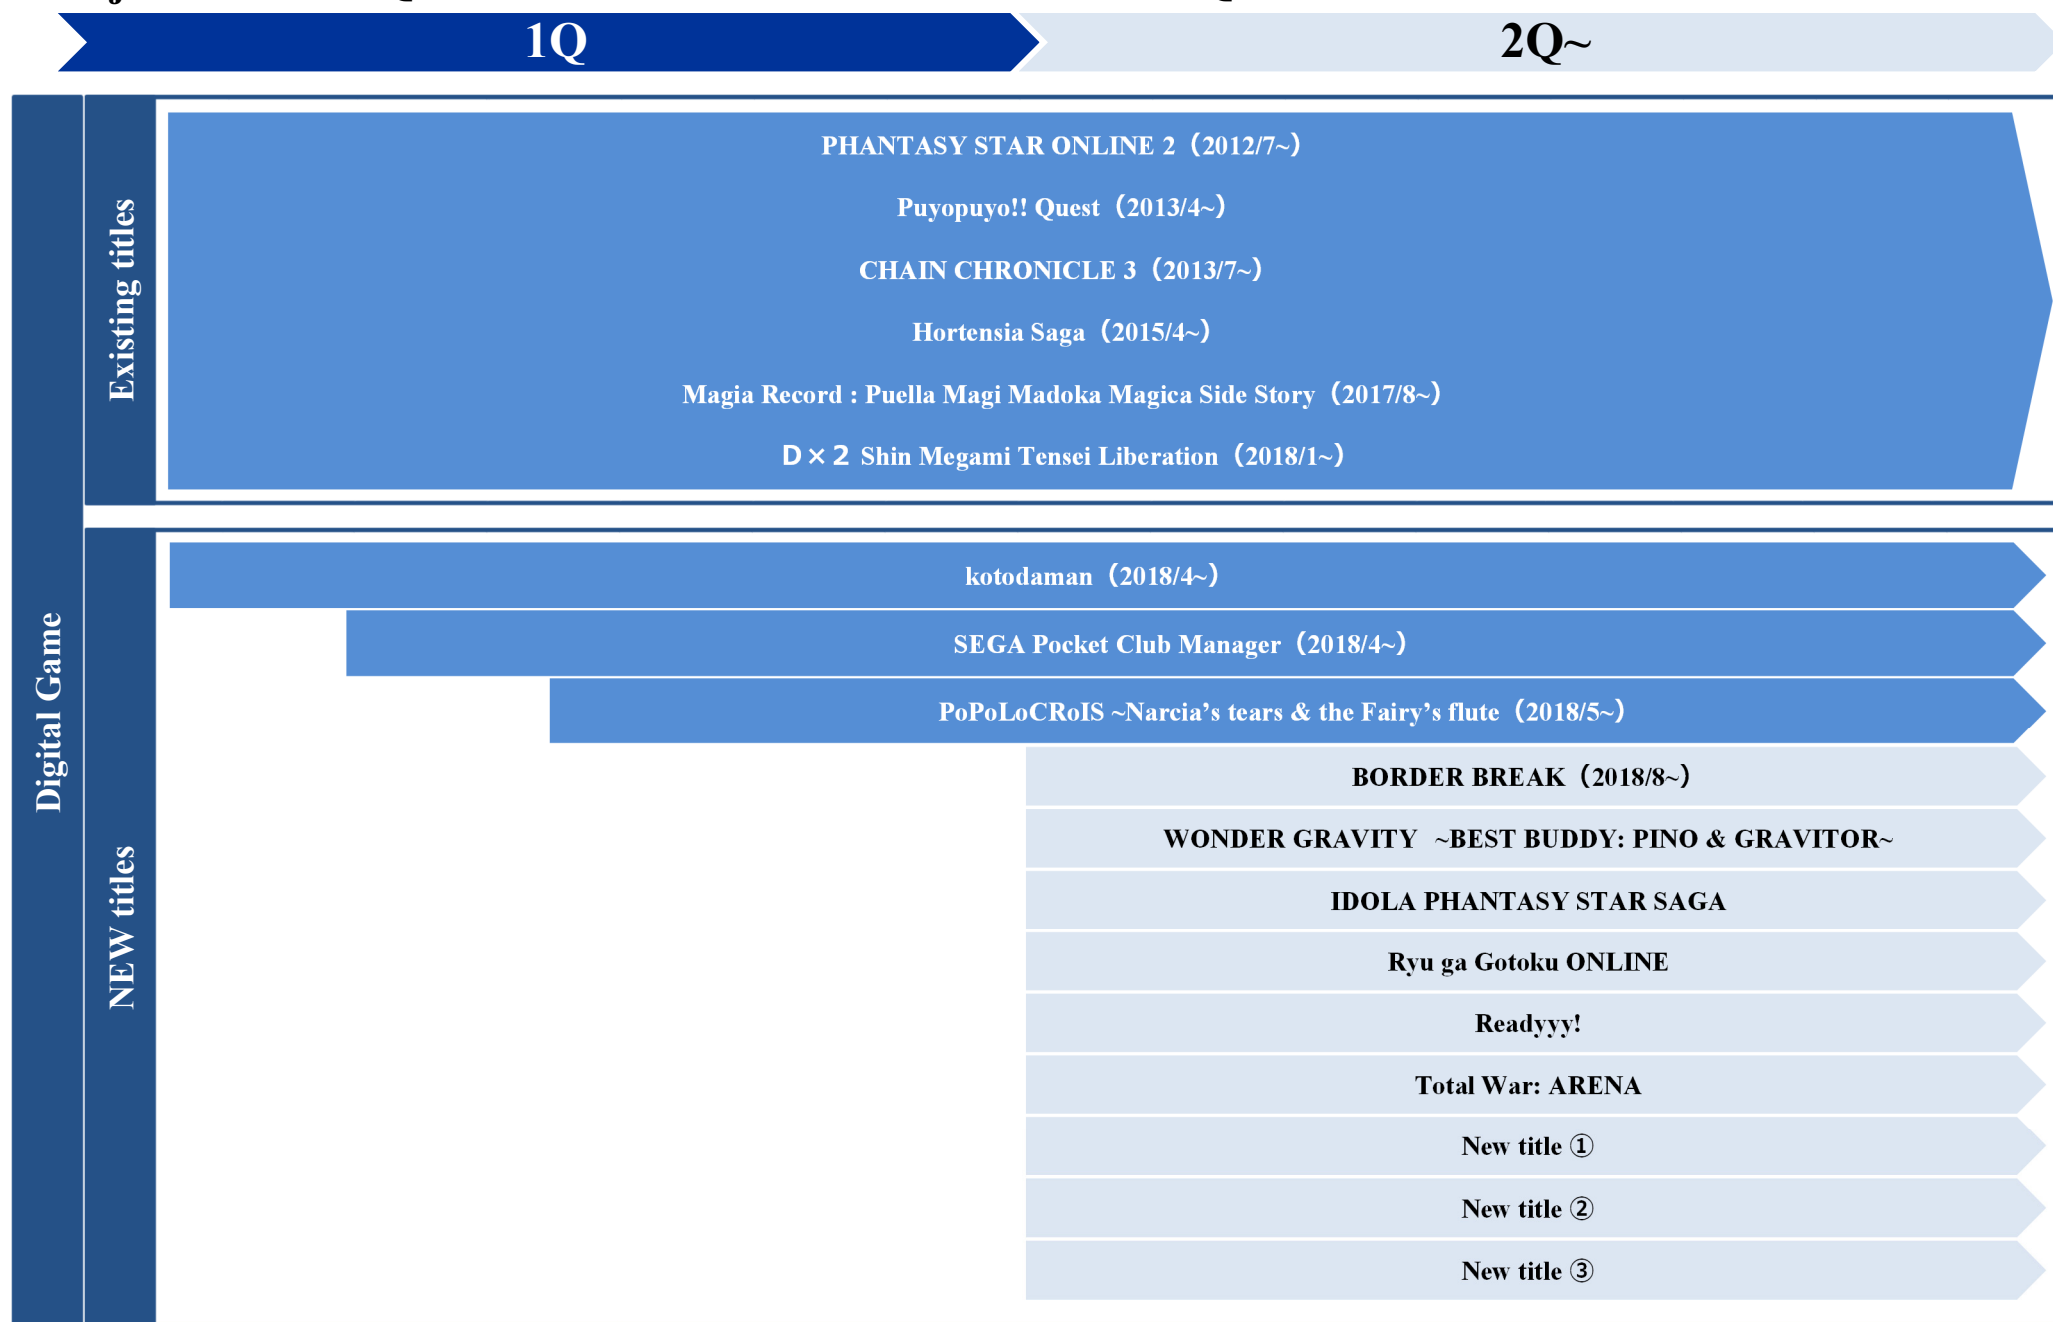 1Q
2Q~
Digital Game
Existing titles
PHANTASY STAR ONLINE 2（2012/7~）
Puyopuyo!! Quest（2013/4~）
CHAIN CHRONICLE 3（2013/7~）
Hortensia Saga（2015/4~）
Magia Record : Puella Magi Madoka Magica Side Story（2017/8~）
D×2 Shin Megami Tensei Liberation（2018/1~）
NEW titles
kotodaman（2018/4~）
SEGA Pocket Club Manager（2018/4~）
PoPoLoCRoIS ~Narcia’s tears & the Fairy’s flute（2018/5~）
BORDER BREAK（2018/8~）
WONDER GRAVITY ~BEST BUDDY: PINO & GRAVITOR~
IDOLA PHANTASY STAR SAGA
Ryu ga Gotoku ONLINE
Readyyy!
Total War: ARENA
New title ①
New title ②
New title ③